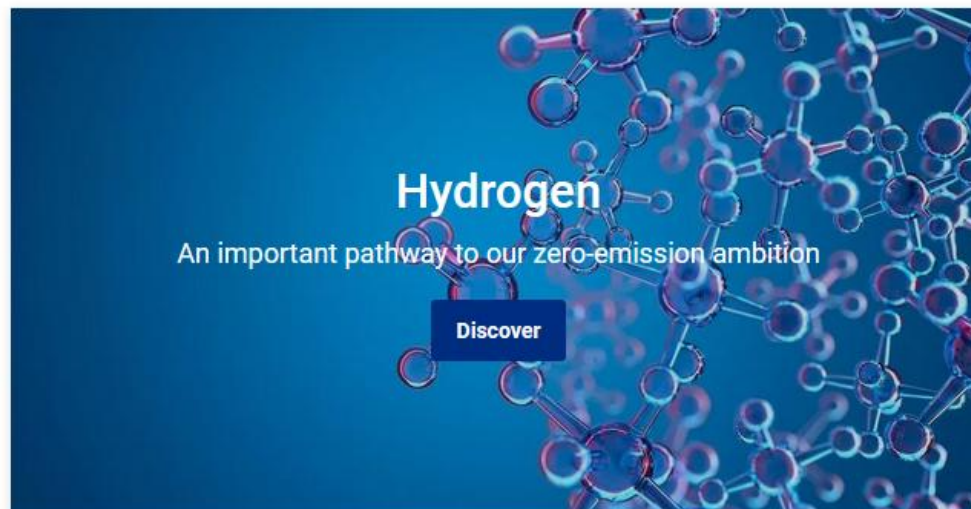 Hydrogen
An important pathway to our zero-emission ambition
Discover